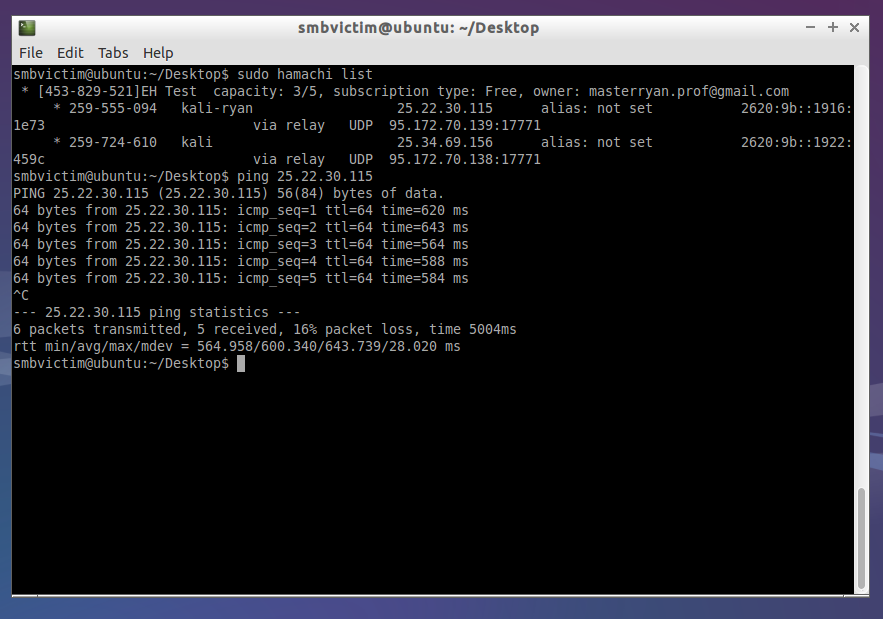 smbvictim@ubuntu: ~/Desktop
File Edit Tabs Help
smbvictim@ubuntu:~/Desktop$ sudo hamachi list
 * [453-829-521]EH Test  capacity: 3/5, subscription type: Free, owner: masterryan.prof@gmail.com
     * 259-555-094   kali-ryan                  25.22.30.115      alias: not set           2620:9b::1916:
1e73                          via relay   UDP  95.172.70.139:17771
     * 259-724-610   kali                       25.34.69.156      alias: not set           2620:9b::1922:
459c                          via relay   UDP  95.172.70.138:17771
smbvictim@ubuntu:~/Desktop$ ping 25.22.30.115
PING 25.22.30.115 (25.22.30.115) 56(84) bytes of data.
64 bytes from 25.22.30.115: icmp_seq=1 ttl=64 time=620 ms
64 bytes from 25.22.30.115: icmp_seq=2 ttl=64 time=643 ms
64 bytes from 25.22.30.115: icmp_seq=3 ttl=64 time=564 ms
64 bytes from 25.22.30.115: icmp_seq=4 ttl=64 time=588 ms
64 bytes from 25.22.30.115: icmp_seq=5 ttl=64 time=584 ms
^C
--- 25.22.30.115 ping statistics ---
6 packets transmitted, 5 received, 16% packet loss, time 5004ms
rtt min/avg/max/mdev = 564.958/600.340/643.739/28.020 ms
smbvictim@ubuntu:~/Desktop$